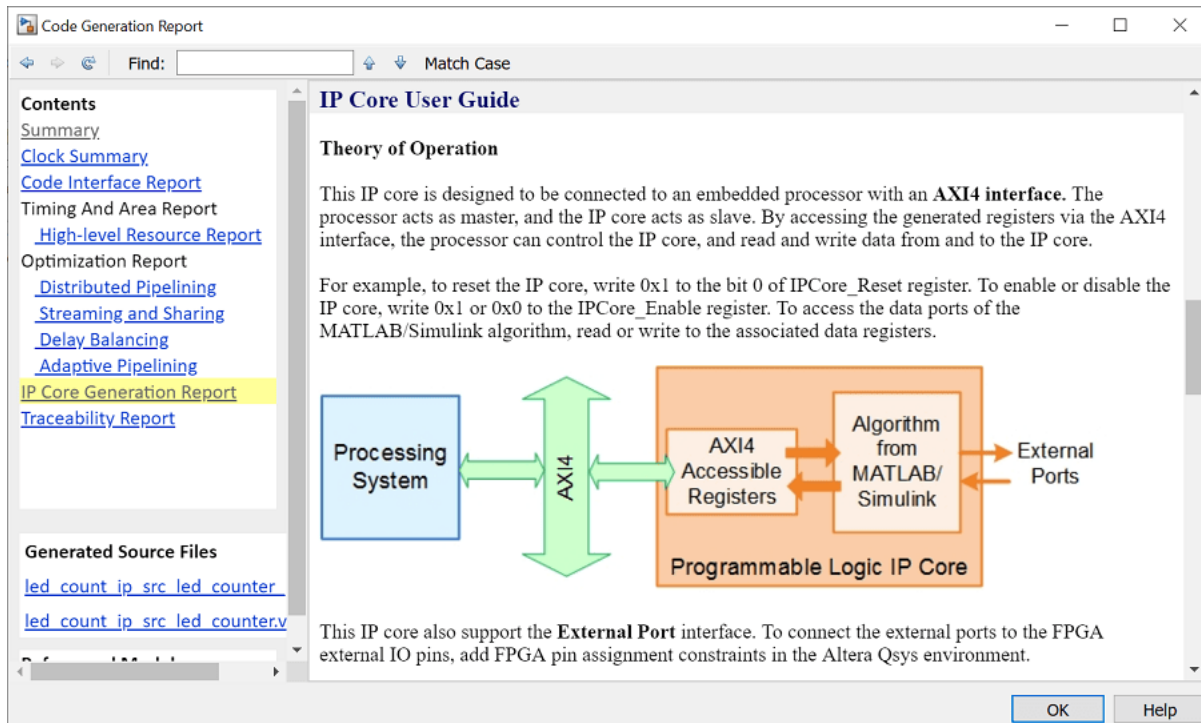 Code Generation Report
Find:
Match Case
Contents
Summary
Clock Summary
Code Interface Report
Timing And Area Report
High-level Resource Report
Optimization Report
Distributed Pipelining
Streaming and Sharing
Delay Balancing
Adaptive Pipelining
IP Core Generation Report
Traceability Report
Generated Source Files
led_count_ip_src_led_counter_
led_count_ip_src_led_counter.v
IP Core User Guide
Theory of Operation
This IP core is designed to be connected to an embedded processor with an AXI4 interface. The
processor acts as master, and the IP core acts as slave. By accessing the generated registers via the AXI4
interface, the processor can control the IP core, and read and write data from and to the IP core.
For example, to reset the IP core, write 0x1 to the bit 0 of IPCore_Reset register. To enable or disable the
IP core, write 0x1 or 0x0 to the IPCore_Enable register. To access the data ports of the
MATLAB/Simulink algorithm, read or write to the associated data registers.
Processing
System
AXI4
AXI4
Accessible
Registers
Algorithm
from
MATLAB/
Simulink
External
Ports
Programmable Logic IP Core
This IP core also support the External Port interface. To connect the external ports to the FPGA
external IO pins, add FPGA pin assignment constraints in the Altera Qsys environment.
OK
Help